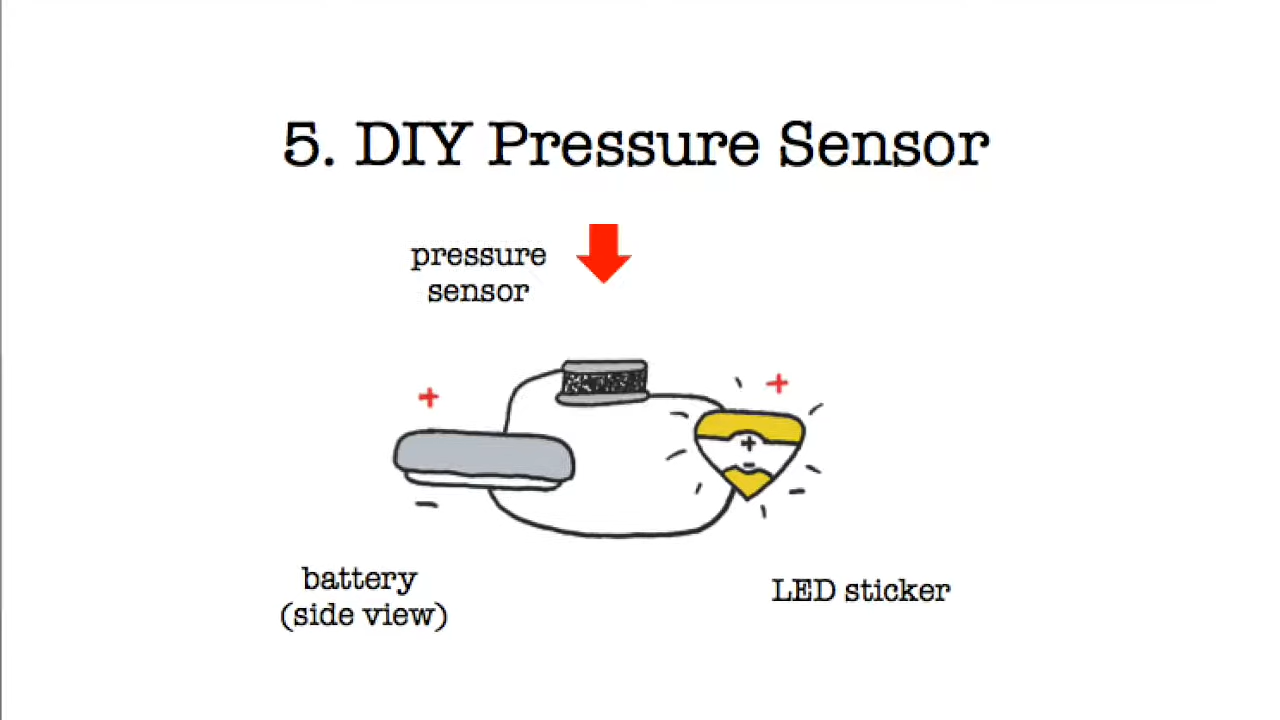 5. DIY Pressure Sensor
pressure
sensor
+
+
+
-
-
-
battery
(side view)
LED sticker